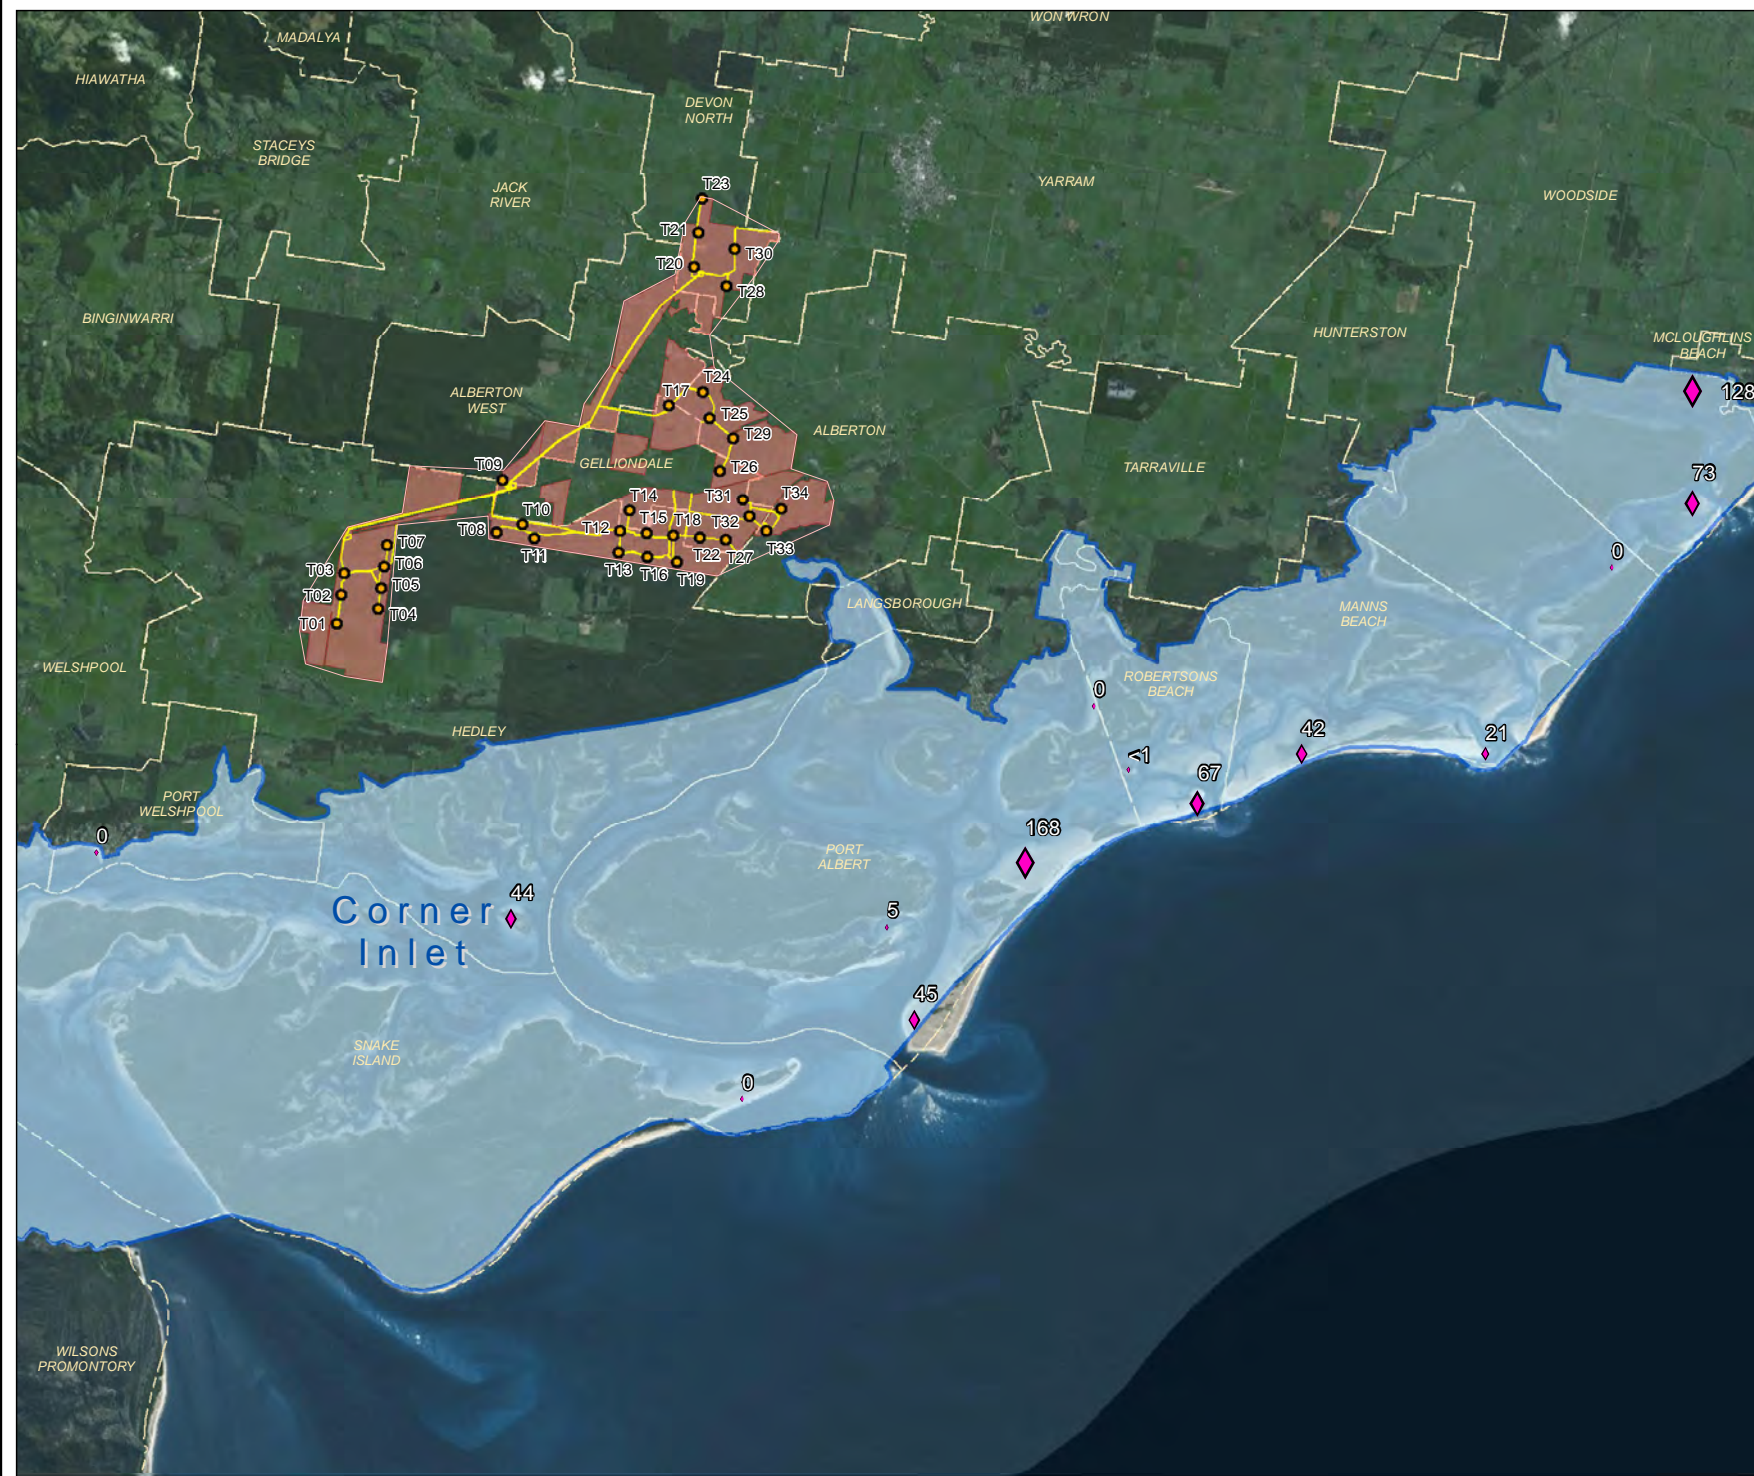 WON WRON
MADALYA
HIAWATHA
DEVON
NORTH
STACEYS
BRIDGE
JACK
RIVER
YARRAM
WOODSIDE
T23
T21
T30
T20
T28
BINGINWARRI
HUNTERSTON
MCLOUGHLINS
BEACH
128
ALBERTON
WEST
T17
T24
T25
T29
ALBERTON
GELLIONDALE
T26
TARRAVILLE
73
T09
T14
T31
T34
T10
T08
T11
T12
T15
T18
T32
T22
T27
T33
T13
T16
T19
0
T07
T06
T03
T05
T02
T04
T01
LANGSBOROUGH
MANNS
BEACH
WELSHPOOL
ROBERTSONS
BEACH
0
HEDLEY
42
21
<1
67
PORT
WELSHPOOL
0
168
PORT
ALBERT
44
Corner
Inlet
5
45
SNAKE
ISLAND
0
WILSONS
PROMONTORY